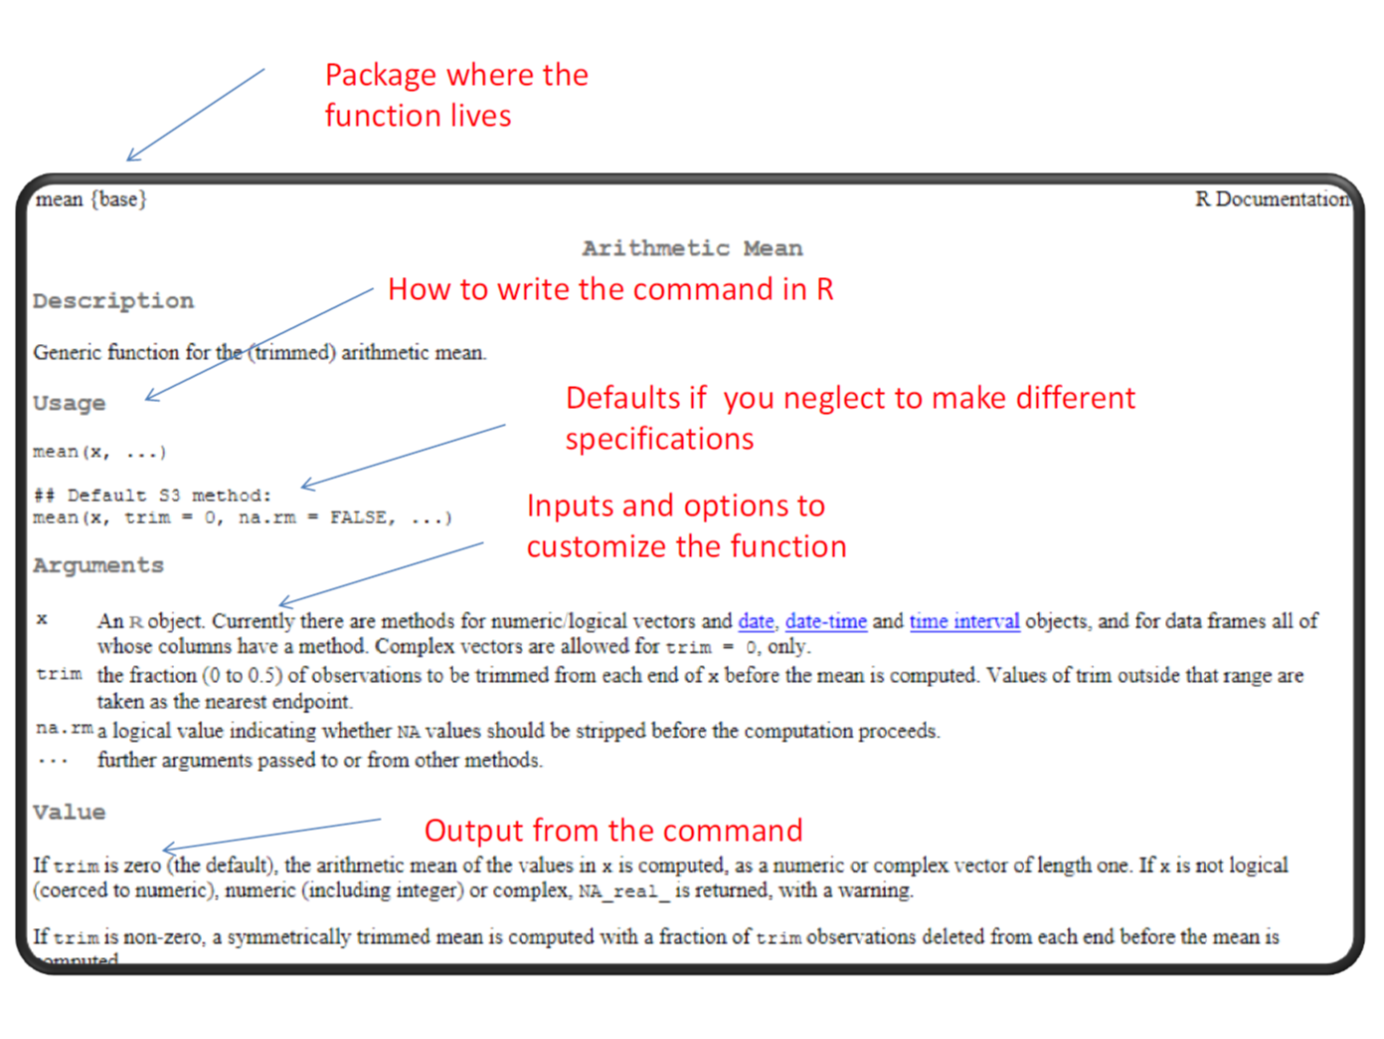 Package where the
function lives
mean {base}
R Documentation
Arithmetic Mean
How to write the command in R
Description
Generic function for the (trimmed) arithmetic mean.
Defaults if  you neglect to make different
specifications
Usage
mean(x, ...)
## Default S3 method:
mean(x, trim = 0, na.rm = FALSE, ...)
Inputs and options to
customize the function
Arguments
x An R object. Currently there are methods for numeric/logical vectors and date, date-time and time interval objects, and for data frames all of
whose columns have a method. Complex vectors are allowed for trim = 0, only.
trim the fraction (0 to 0.5) of observations to be trimmed from each end of x before the mean is computed. Values of trim outside that range are
taken as the nearest endpoint.
na.rm a logical value indicating whether NA values should be stripped before the computation proceeds.
... further arguments passed to or from other methods.
Value
Output from the command
If trim is zero (the default), the arithmetic mean of the values in x is computed, as a numeric or complex vector of length one. If x is not logical
(coerced to numeric), numeric (including integer) or complex, NA_real_ is returned, with a warning.
If trim is non-zero, a symmetrically trimmed mean is computed with a fraction of trim observations deleted from each end before the mean is
computed